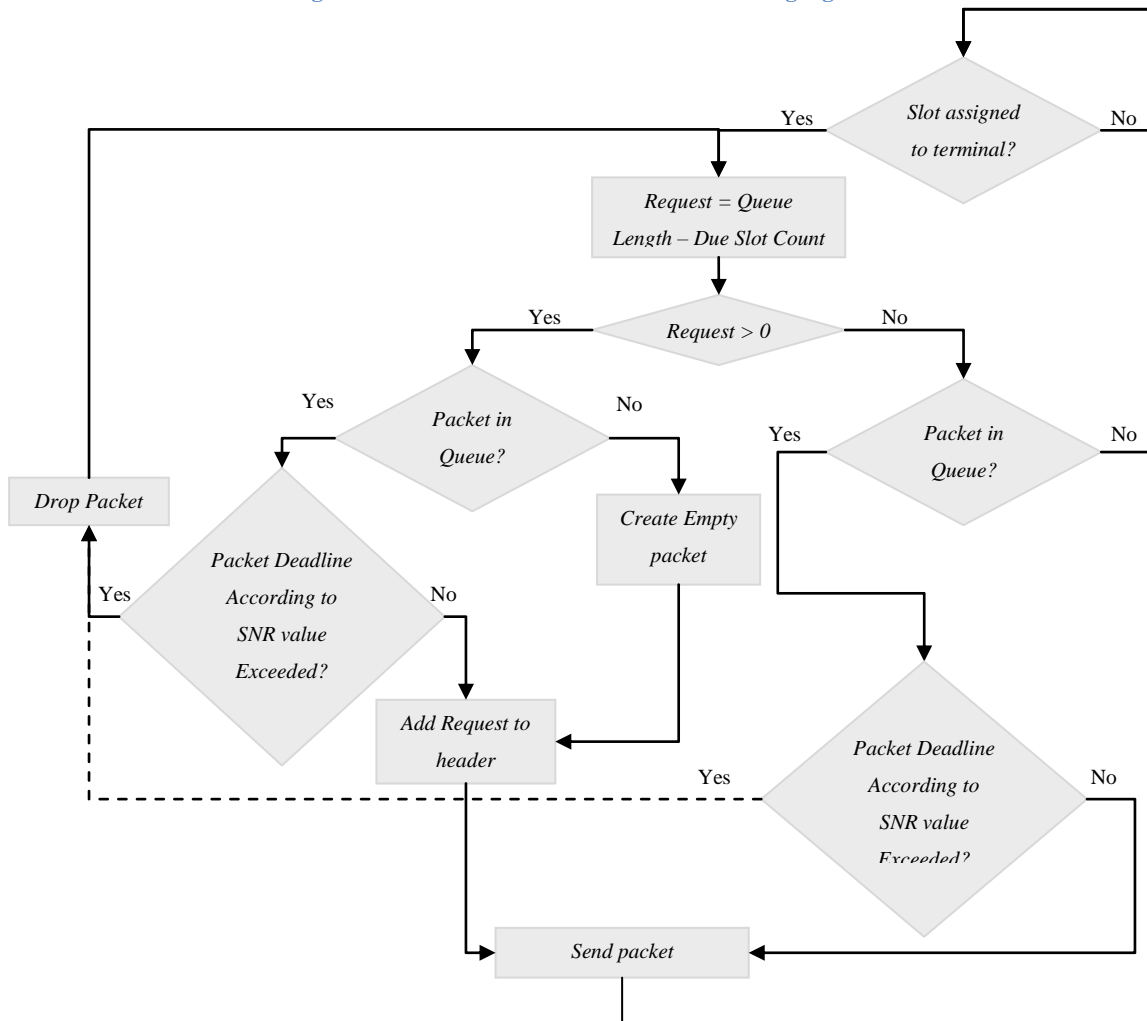 Slot assigned
to terminal?
Yes
No
Request = Queue
Length – Due Slot Count
Request > 0
Yes
No
Packet in
Queue?
Yes
No
Packet in
Queue?
Yes
No
Drop Packet
Create Empty
packet
Packet Deadline
According to
SNR value
Exceeded?
Yes
No
Add Request to
header
Packet Deadline
According to
SNR value
Exceeded?
Yes
No
Send packet